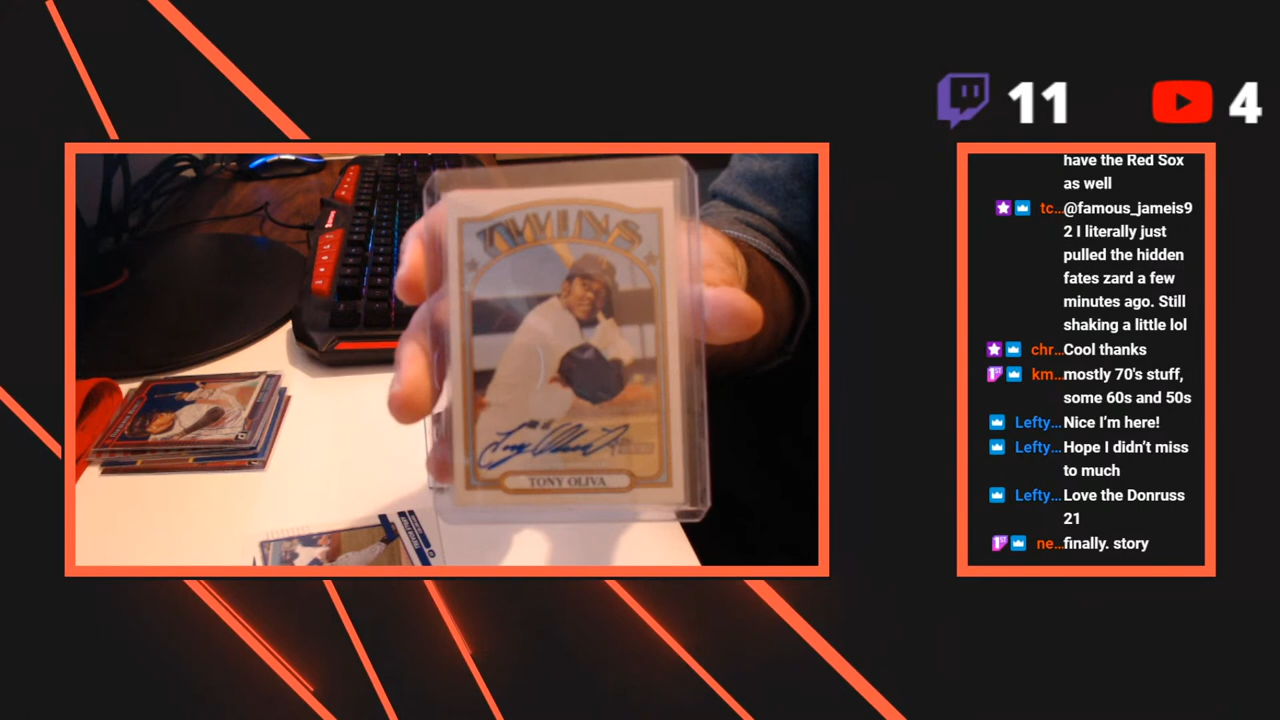 11
4
have the Red Sox
as well
tc...@famous_jameis9
2 I literally just
pulled the hidden
fates zard a few
minutes ago. Still
shaking a little lol
chr...Cool thanks
km...mostly 70's stuff,
some 60s and 50s
Lefty...Nice I'm here!
Lefty...Hope I didn't miss
to much
Lefty...Love the Donruss
21
ne...finally. story
TWINS
Tony Oliva
TONY OLIVA